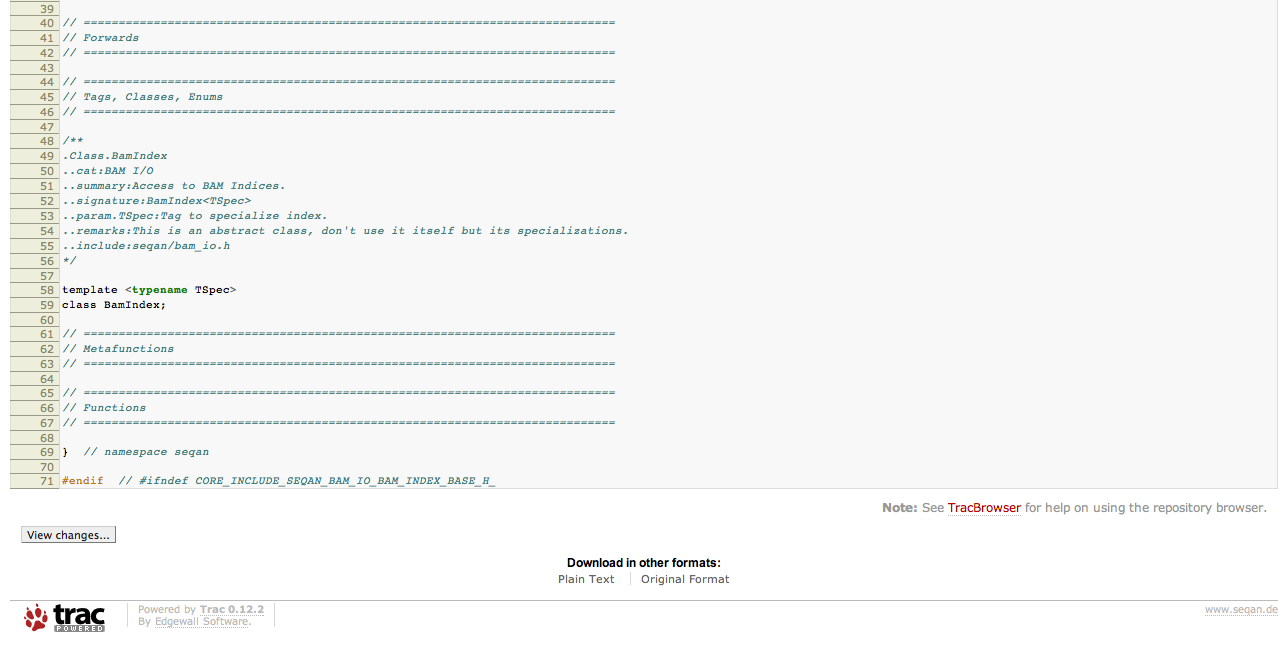 39
40 // ============================================================================
41 // Forwards
42 // ============================================================================
43
44 // ============================================================================
45 // Tags, Classes, Enums
46 // ============================================================================
47
48 /**
49 .Class.BamIndex
50 ..cat:BAM I/O
51 ..summary:Access to BAM Indices.
52 ..signature:BamIndex<TSpec>
53 ..param.TSpec:Tag to specialize index.
54 ..remarks:This is an abstract class, don't use it itself but its specializations.
55 ..include:seqan/bam_io.h
56 */
57
58 template <typename TSpec>
59 class BamIndex;
60
61 // ============================================================================
62 // Metafunctions
63 // ============================================================================
64
65 // ============================================================================
66 // Functions
67 // ============================================================================
68
69 }  // namespace seqan
70
71 #endif  // #ifndef CORE_INCLUDE_SEQAN_BAM_IO_BAM_INDEX_BASE_H_
Note: See TracBrowser for help on using the repository browser.
View changes...
Download in other formats:
Plain Text
Original Format
trac
POWERED
Powered by Trac 0.12.2
By Edgewall Software.
www.seqan.de